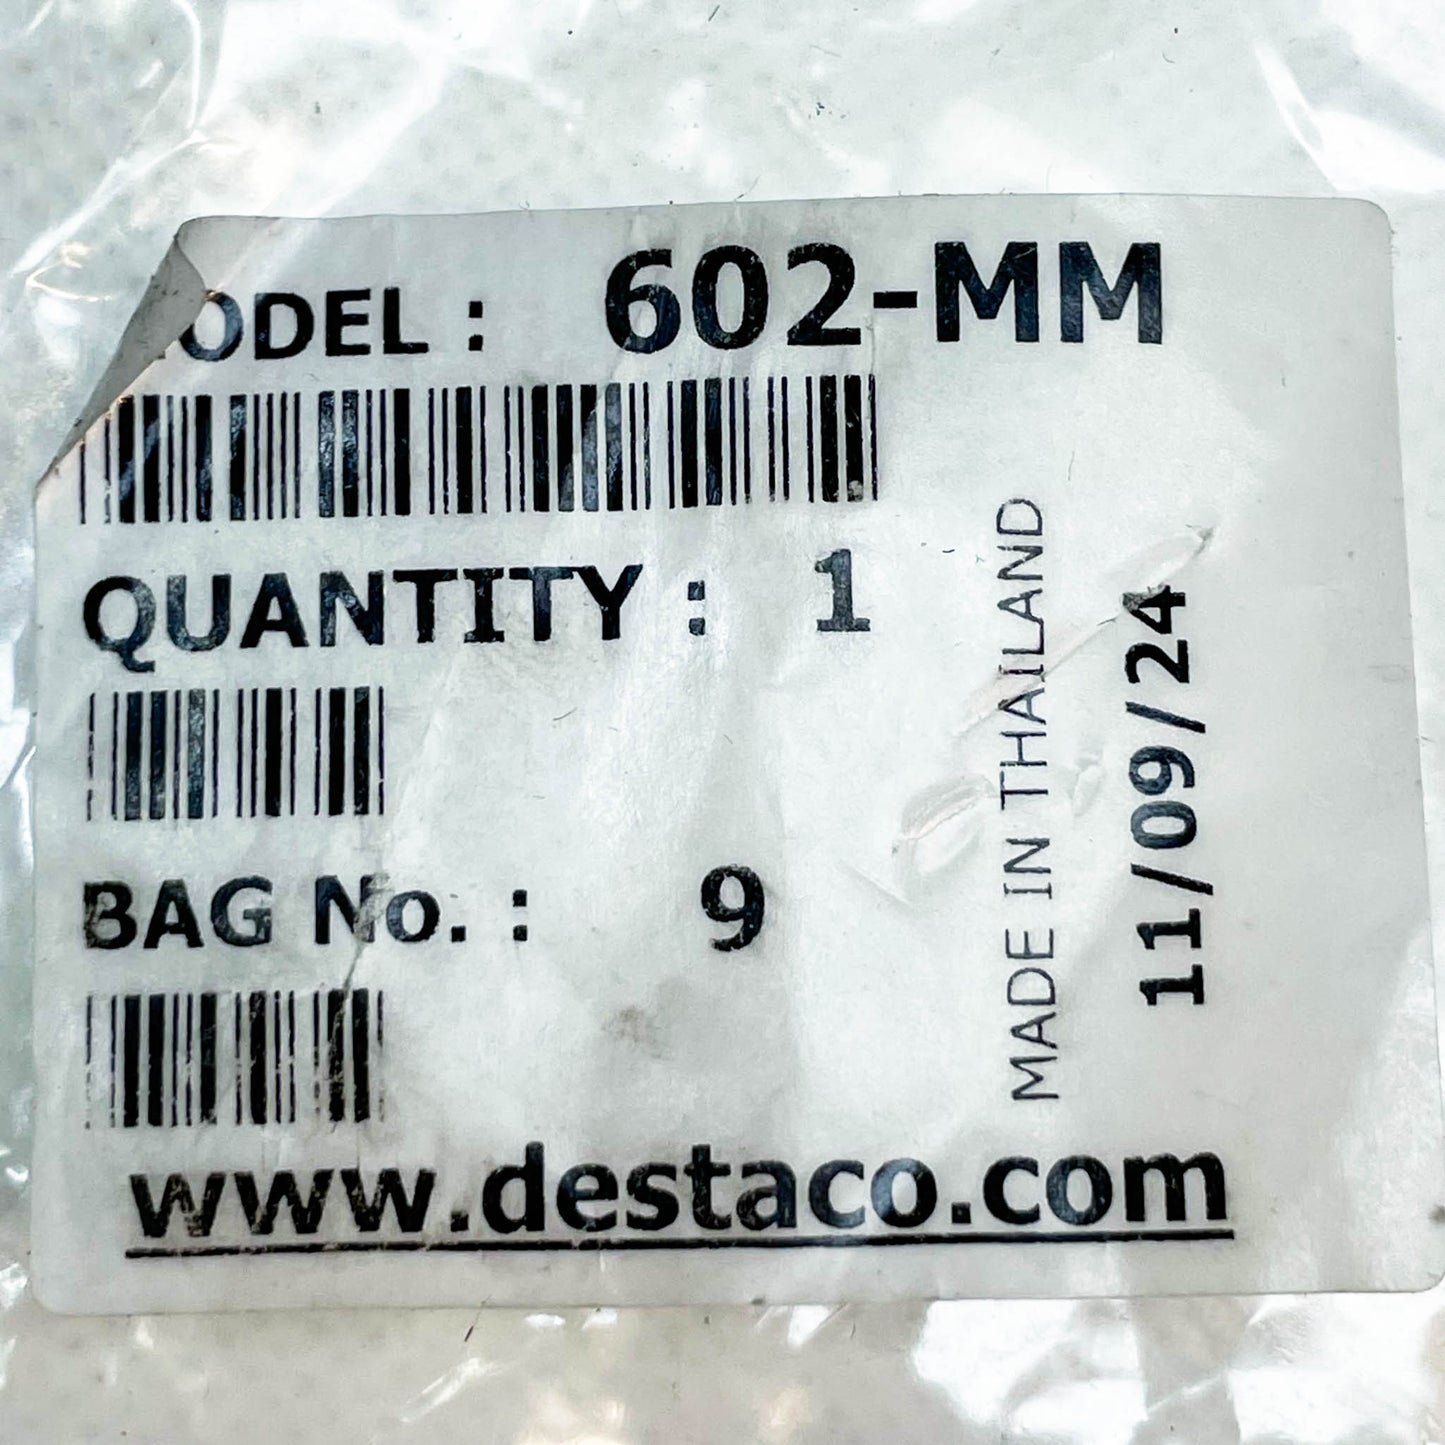 ODEL : 602-MM
QUANTITY : 1
BAG No. : 9
MADE IN THAILAND
11/09/24
www.destaco.com